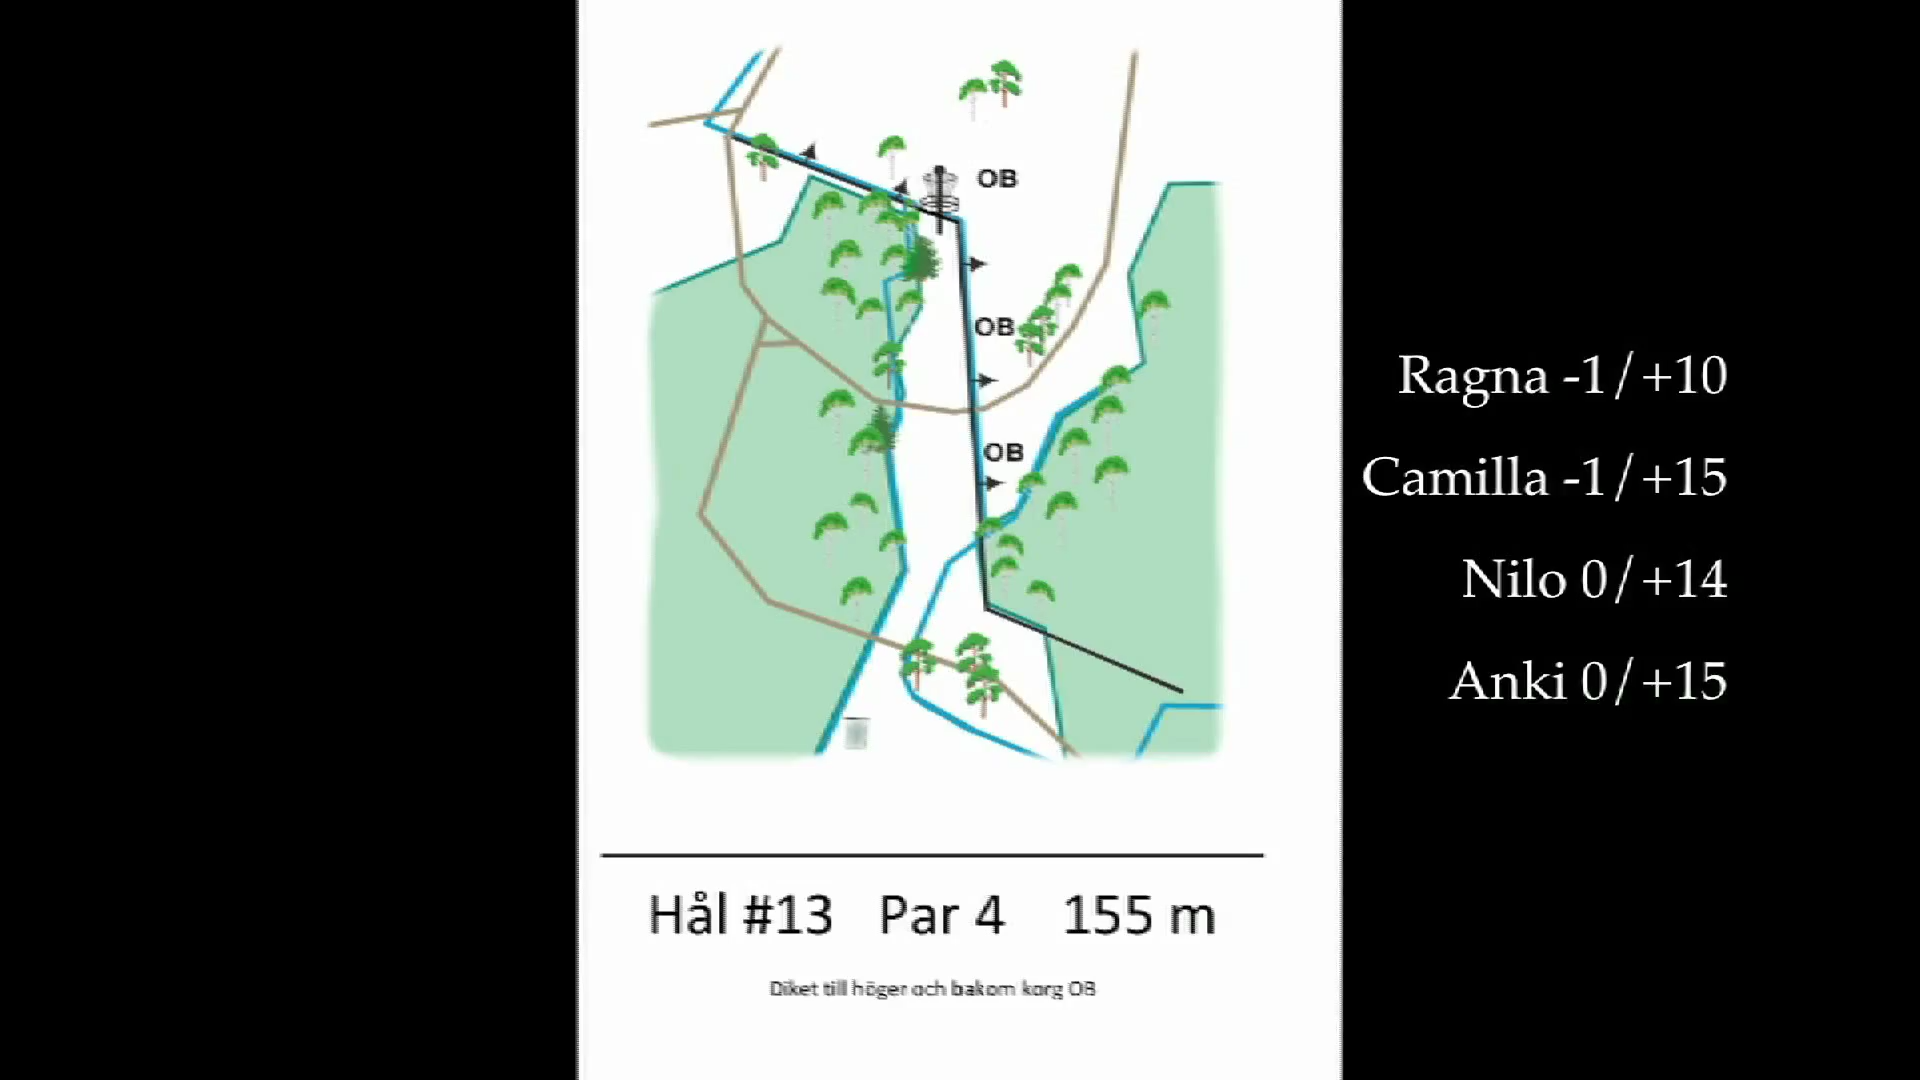 OB
OB
OB
Ragna -1/+10
Camilla -1/+15
Nilo 0/+14
Anki 0/+15
Hål #13 Par 4 155 m
Diket till höger och bakom korg OB